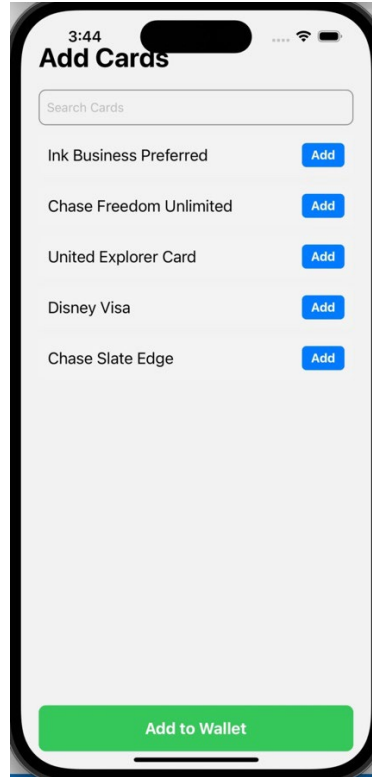 3:44
Add Cards
Search Cards
Ink Business Preferred Add
Chase Freedom Unlimited Add
United Explorer Card Add
Disney Visa Add
Chase Slate Edge Add
Add to Wallet